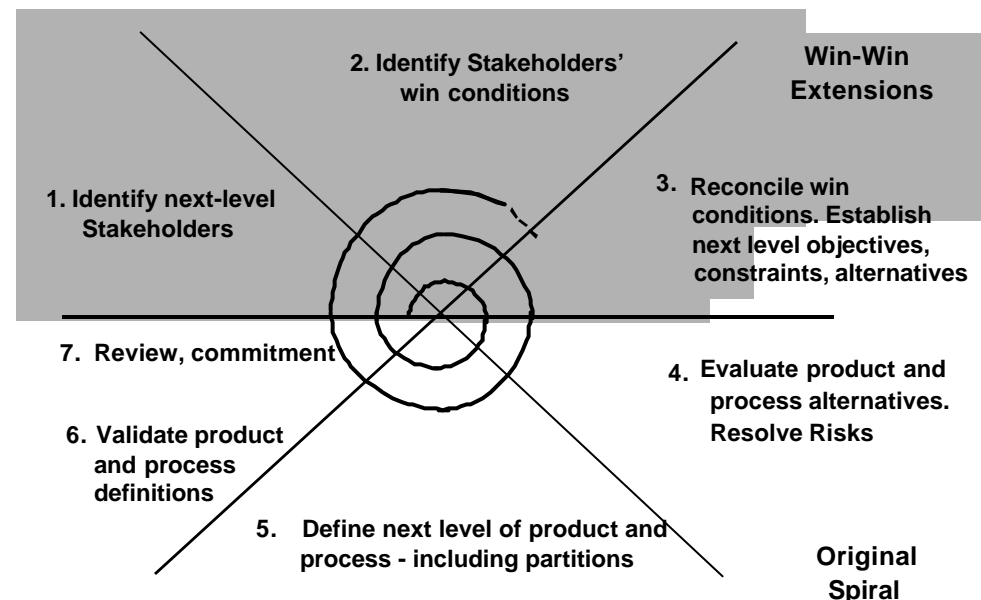 2. Identify Stakeholders’
win conditions
Win-Win
Extensions
1. Identify next-level
Stakeholders
3. Reconcile win
conditions. Establish
next level objectives,
constraints, alternatives
7. Review, commitment
4. Evaluate product and
process alternatives.
Resolve Risks
6. Validate product
and process
definitions
5. Define next level of product and
process - including partitions
Original
Spiral